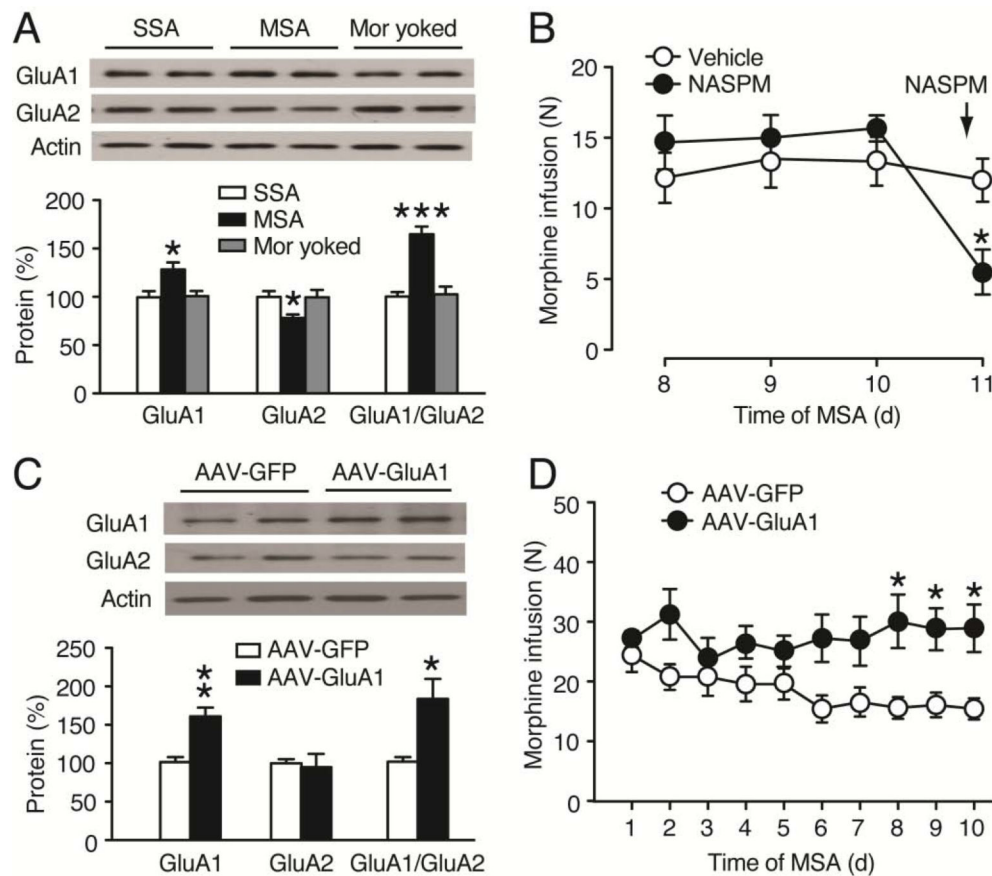 A
SSA MSA Mor yoked
GluA1
GluA2
Actin
200
150
100
50
0
Protein (%)
SSA
MSA
Mor yoked
*
*
***
GluA1 GluA2 GluA1/GluA2
B
Vehicle
NASPM
NASPM
20
15
10
5
0
Morphine infusion (N)
*
8 9 10 11
Time of MSA (d)
C
AAV-GFP AAV-GluA1
GluA1
GluA2
Actin
250
200
150
100
50
0
Protein (%)
AAV-GFP
AAV-GluA1
**
*
GluA1 GluA2 GluA1/GluA2
D
AAV-GFP
AAV-GluA1
50
40
30
20
10
0
Morphine infusion (N)
* * *
1 2 3 4 5 6 7 8 9 10
Time of MSA (d)